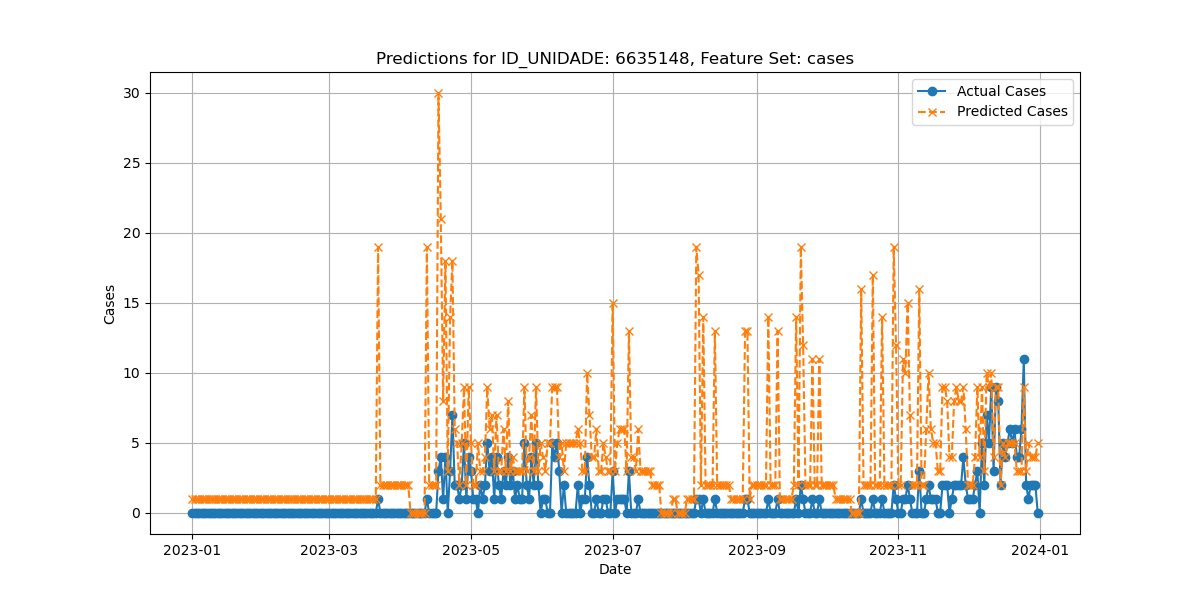 Predictions for ID_UNIDADE: 6635148, Feature Set: cases
Actual Cases
Predicted Cases
30
25
20
15
10
5
0
Cases
2023-01 2023-03 2023-05 2023-07 2023-09 2023-11 2024-01
Date